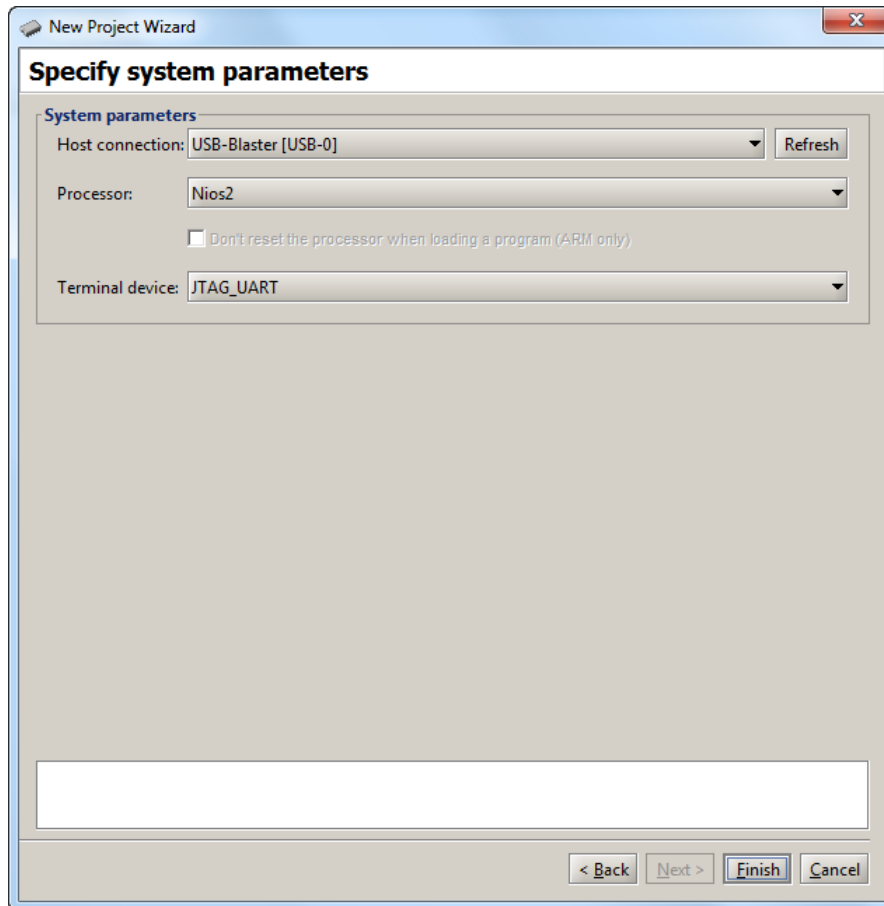 New Project Wizard
Specify system parameters
System parameters
Host connection: USB-Blaster [USB-0] Refresh
Processor: Nios2
Don't reset the processor when loading a program (ARM only)
Terminal device: JTAG_UART
< Back Next > Finish Cancel